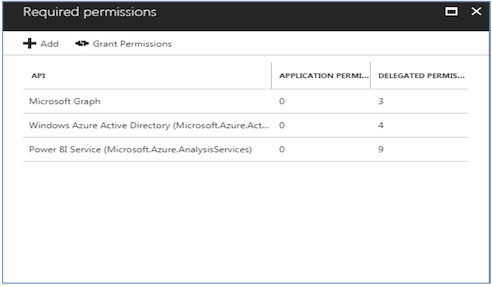 Required permissions
Add Grant Permissions
API APPLICATION PERMI... DELEGATED PERMIS...
Microsoft Graph 0 3
Windows Azure Active Directory (Microsoft.Azure.Act... 0 4
Power BI Service (Microsoft.Azure.AnalysisServices) 0 9